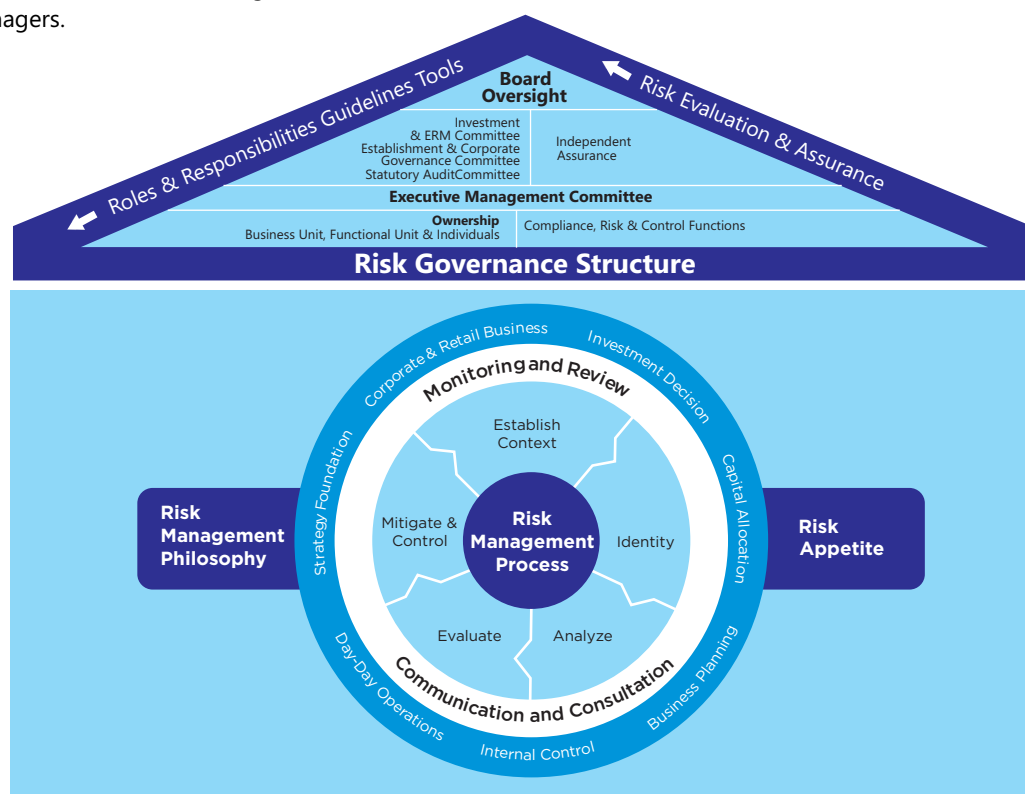 nagers.
Roles & Responsibilities Guidelines Tools
Risk Evaluation & Assurance
Board
Oversight
Investment
& ERM Committee
Establishment & Corporate
Governance Committee
Statutory AuditCommittee
Independent
Assurance
Executive Management Committee
Ownership
Business Unit, Functional Unit & Individuals
Compliance, Risk & Control Functions
Risk Governance Structure
Corporate & Retail Business
Investment Decision
Capital Allocation
Business Planning
Internal Control
Day-Day Operations
Strategy Foundation
Monitoring and Review
Communication and Consultation
Establish
Context
Identity
Analyze
Evaluate
Mitigate &
Control
Risk
Management
Process
Risk
Management
Philosophy
Risk
Appetite